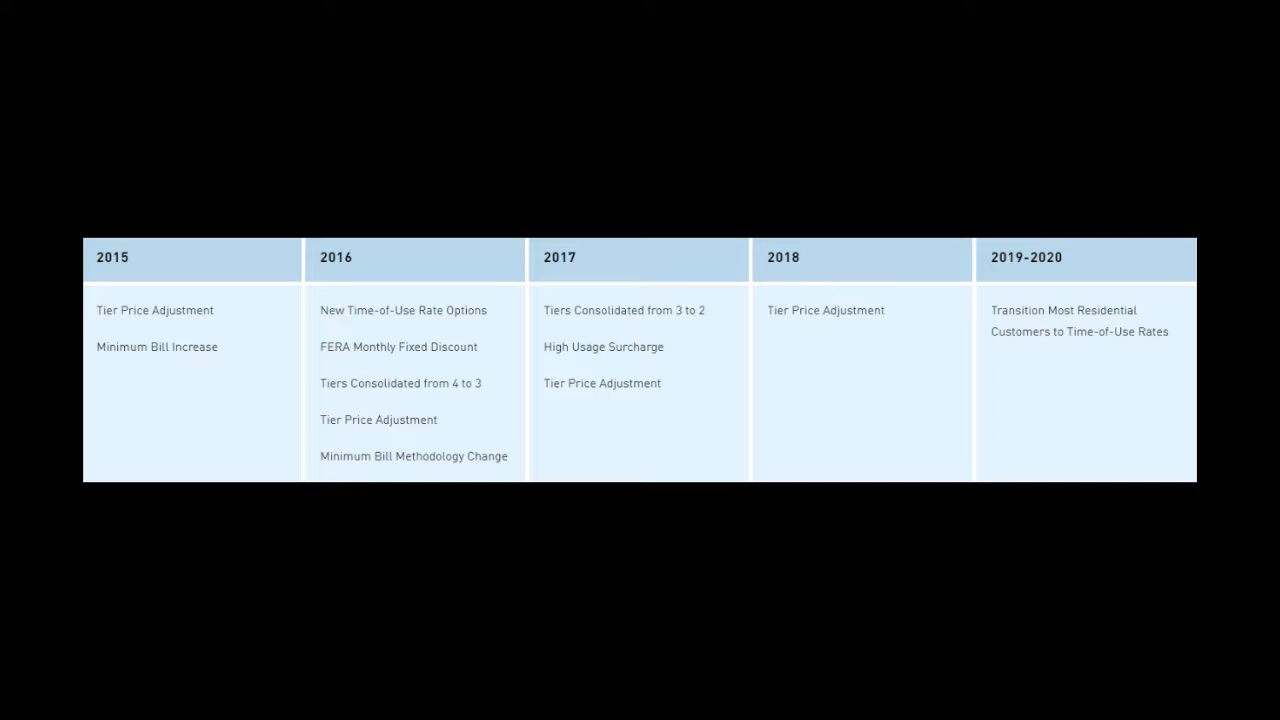 2015
Tier Price Adjustment
Minimum Bill Increase
2016
New Time-of-Use Rate Options
FERA Monthly Fixed Discount
Tiers Consolidated from 4 to 3
Tier Price Adjustment
Minimum Bill Methodology Change
2017
Tiers Consolidated from 3 to 2
High Usage Surcharge
Tier Price Adjustment
2018
Tier Price Adjustment
2019-2020
Transition Most Residential
Customers to Time-of-Use Rates